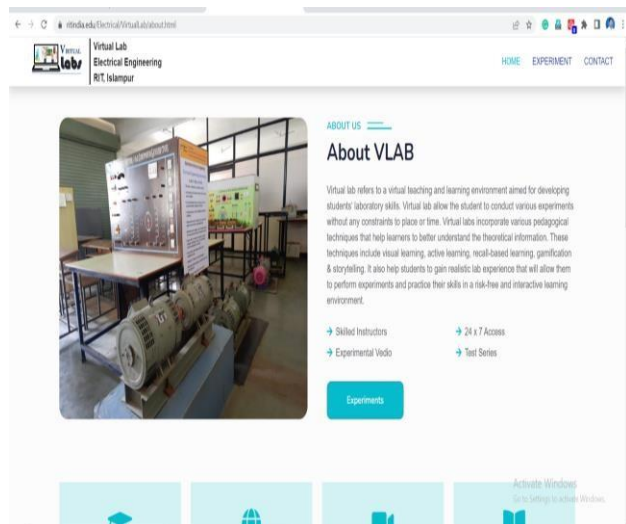 ritindia.edu/Electrical/VirtualLab/about.html
VIRTUAL
Labs
Virtual Lab
Electrical Engineering
RIT, Islampur
HOME EXPERIMENT CONTACT
ABOUT US
About VLAB
Virtual lab refers to a virtual teaching and learning environment aimed for developing
students' laboratory skills. Virtual lab allow the student to conduct various experiments
without any constraints to place or time. Virtual labs incorporate various pedagogical
techniques that help learners to better understand the theoretical information. These
techniques include visual learning, active learning, recall-based learning, gamification
& storytelling. It also help students to gain realistic lab experience that will allow them
to perform experiments and practice their skills in a risk-free and interactive learning
environment.
→ Skilled Instructors → 24 x 7 Access
→ Experimental Vedio → Test Series
Experiments
Activate Windows
Go to Settings to activate Windows.